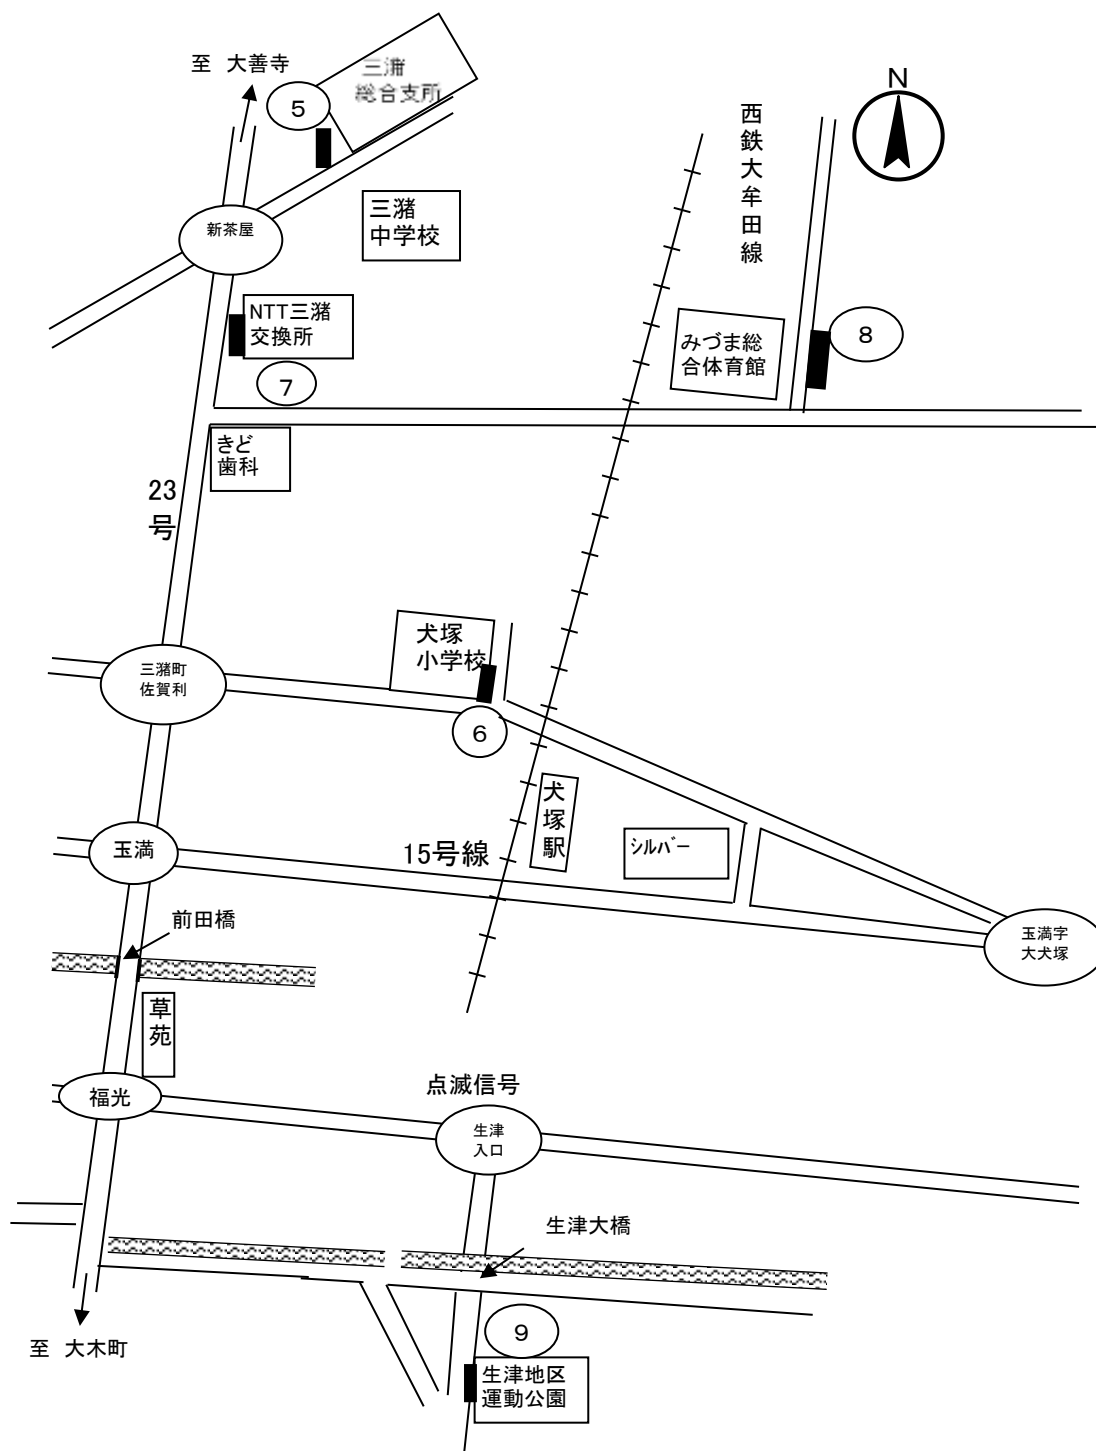 至 大善寺
三潴
総合支所
5
N
西鉄大牟田線
三潴
中学校
新茶屋
NTT三潴
交換所
7
みづま総
合体育館
8
きど
歯科
23
号
犬塚
小学校
三潴町
佐賀利
6
犬塚駅
15号線
シルバー
玉満
前田橋
玉満字
大犬塚
草苑
福光
点滅信号
生津
入口
生津大橋
至 大木町
9
生津地区
運動公園